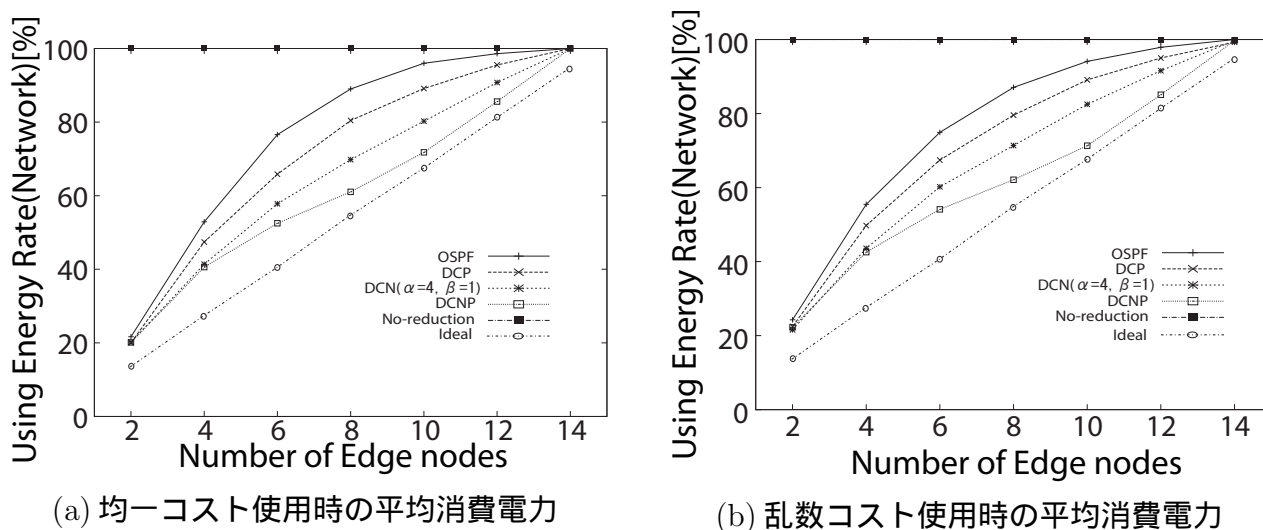 Using Energy Rate(Network)[%]
100
80
60
40
20
0
2 4 6 8 10 12 14
Number of Edge nodes
OSPF
DCP
DCN(α=4, β=1)
DCNP
No-reduction
Ideal
(a) 均一コスト使用時の平均消費電力
Using Energy Rate(Network)[%]
100
80
60
40
20
0
2 4 6 8 10 12 14
Number of Edge nodes
OSPF
DCP
DCN(α=4, β=1)
DCNP
No-reduction
Ideal
(b) 乱数コスト使用時の平均消費電力